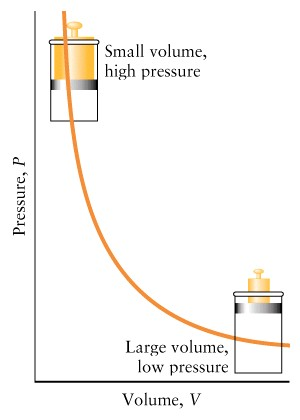 Small volume,
high pressure
Pressure, P
Large volume,
low pressure
Volume, V